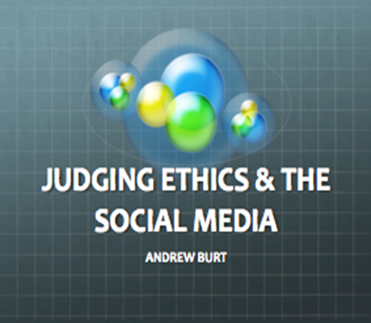 JUDGING ETHICS & THE
SOCIAL MEDIA
ANDREW BURT